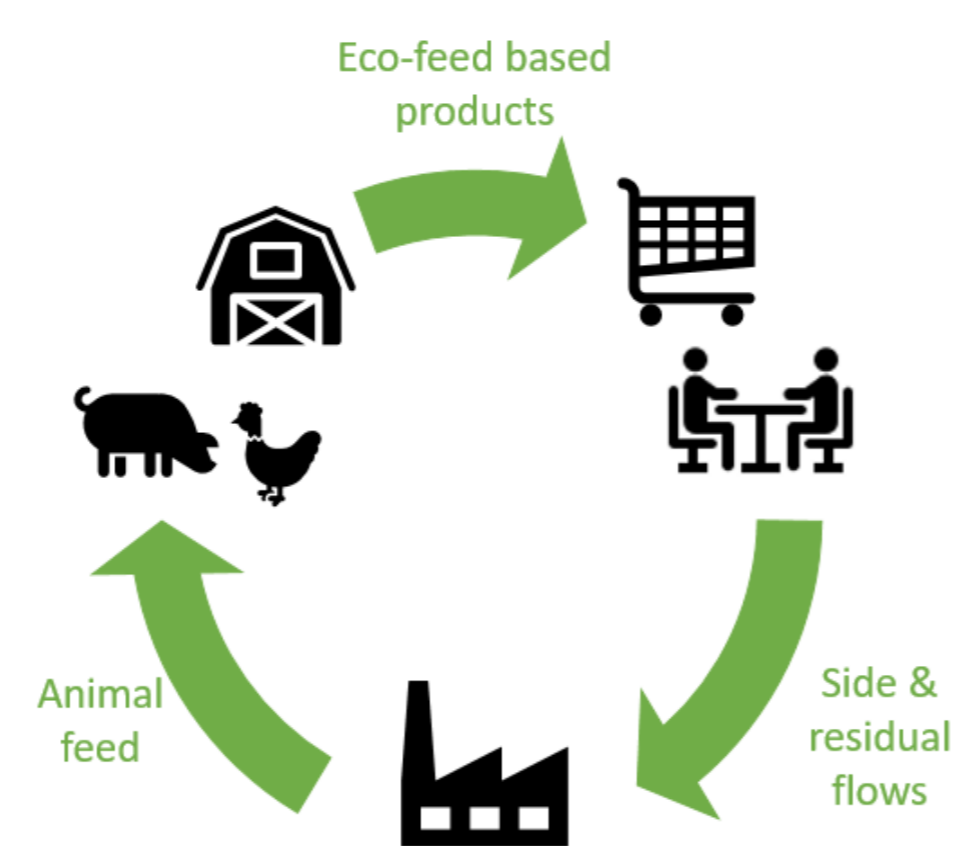 Eco-feed based
products
Animal
feed
Side &
residual
flows